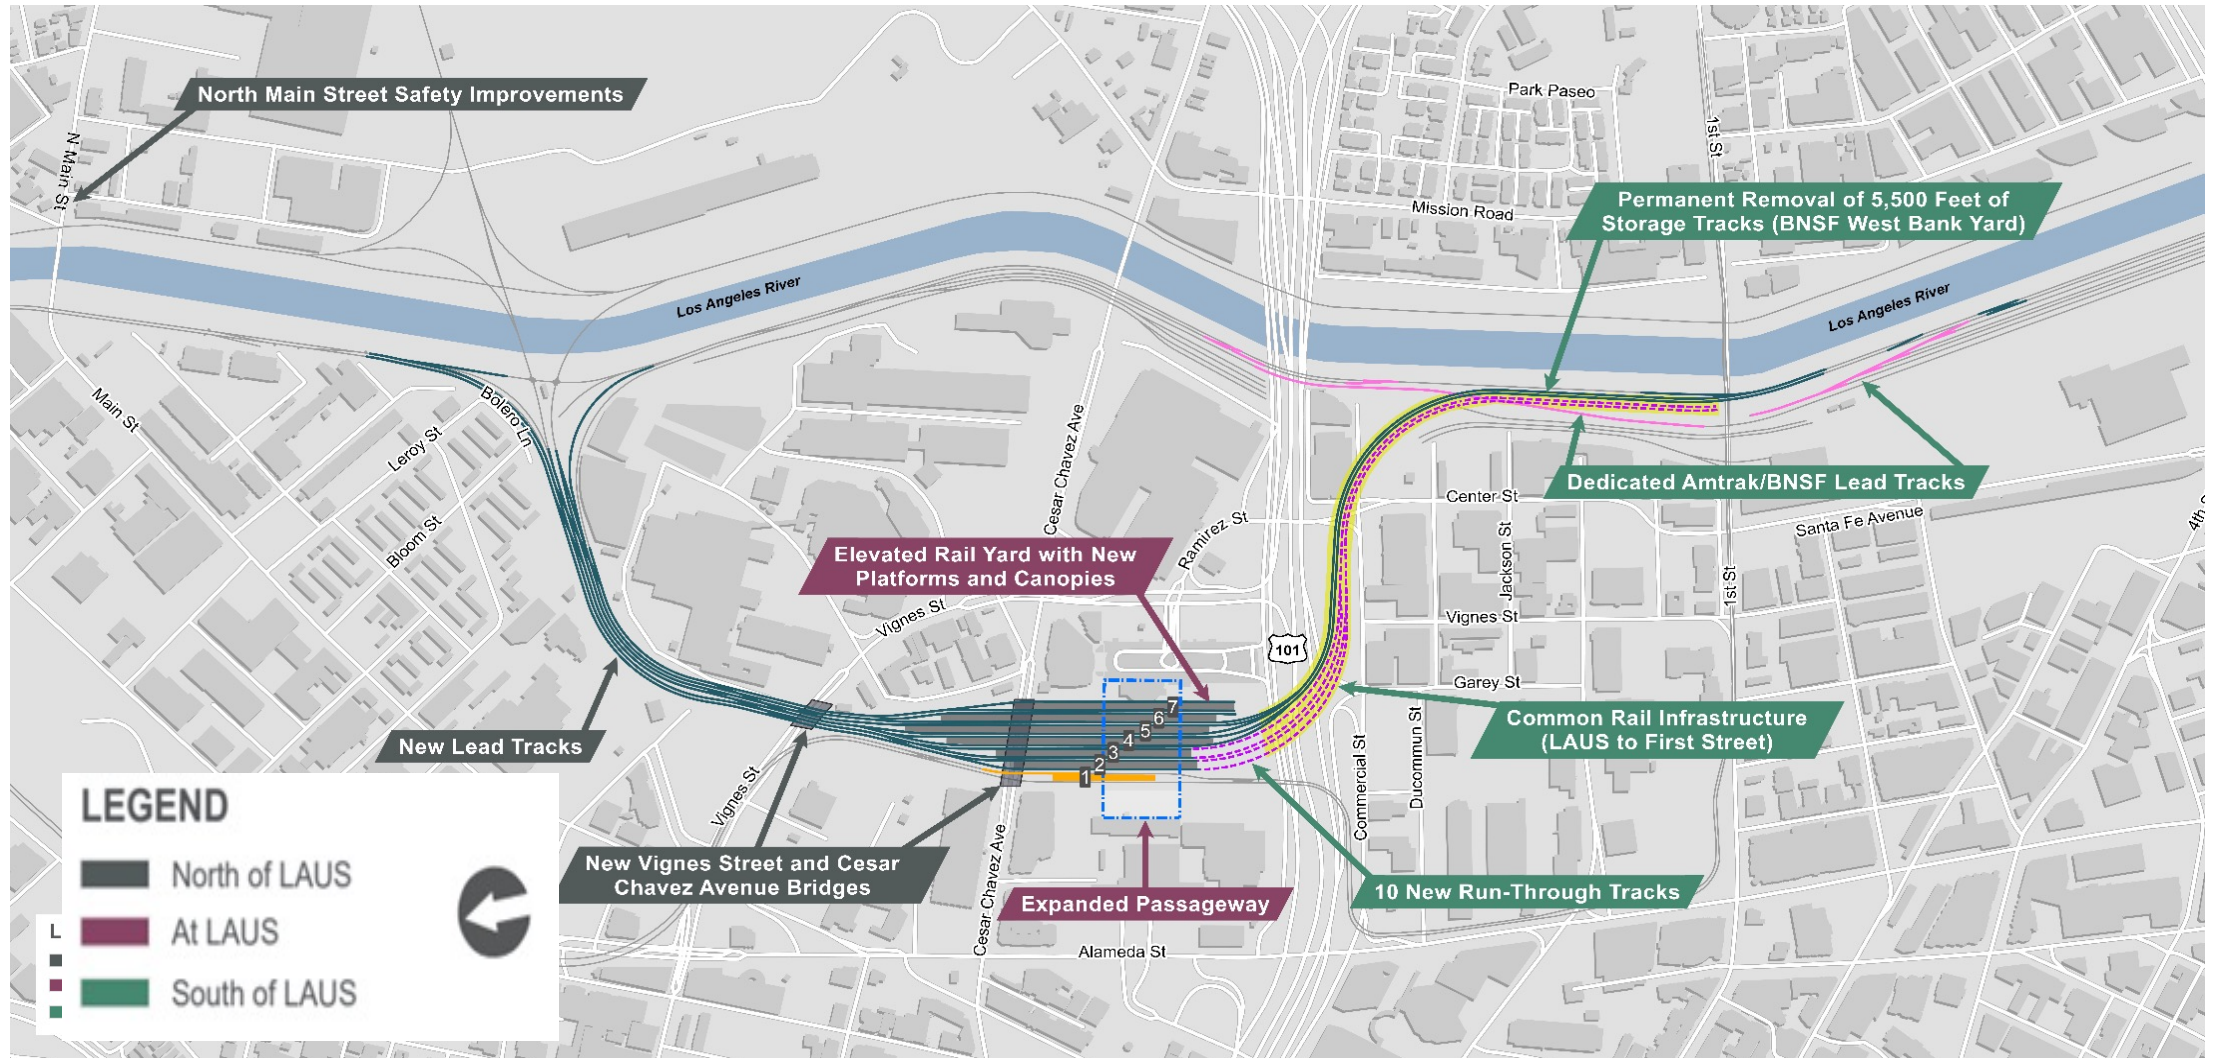 North Main Street Safety Improvements
N Main St
Park Paseo
1st St
Mission Road
Permanent Removal of 5,500 Feet of
Storage Tracks (BNSF West Bank Yard)
Los Angeles River
Los Angeles River
Main St
Bolero Ln
Leroy St
Bloom St
Cesar Chavez Ave
Ramirez St
Center St
Dedicated Amtrak/BNSF Lead Tracks
Santa Fe Avenue
4th
Jackson St
1st St
Elevated Rail Yard with New
Platforms and Canopies
Vignes St
Vignes St
101
Garey St
7
6
5
4
3
2
1
Common Rail Infrastructure
(LAUS to First Street)
New Lead Tracks
Vignes St
Commercial St
Ducommun St
New Vignes Street and Cesar
Chavez Avenue Bridges
Cesar Chavez Ave
Expanded Passageway
10 New Run-Through Tracks
Alameda St
LEGEND
North of LAUS
At LAUS
South of LAUS
L